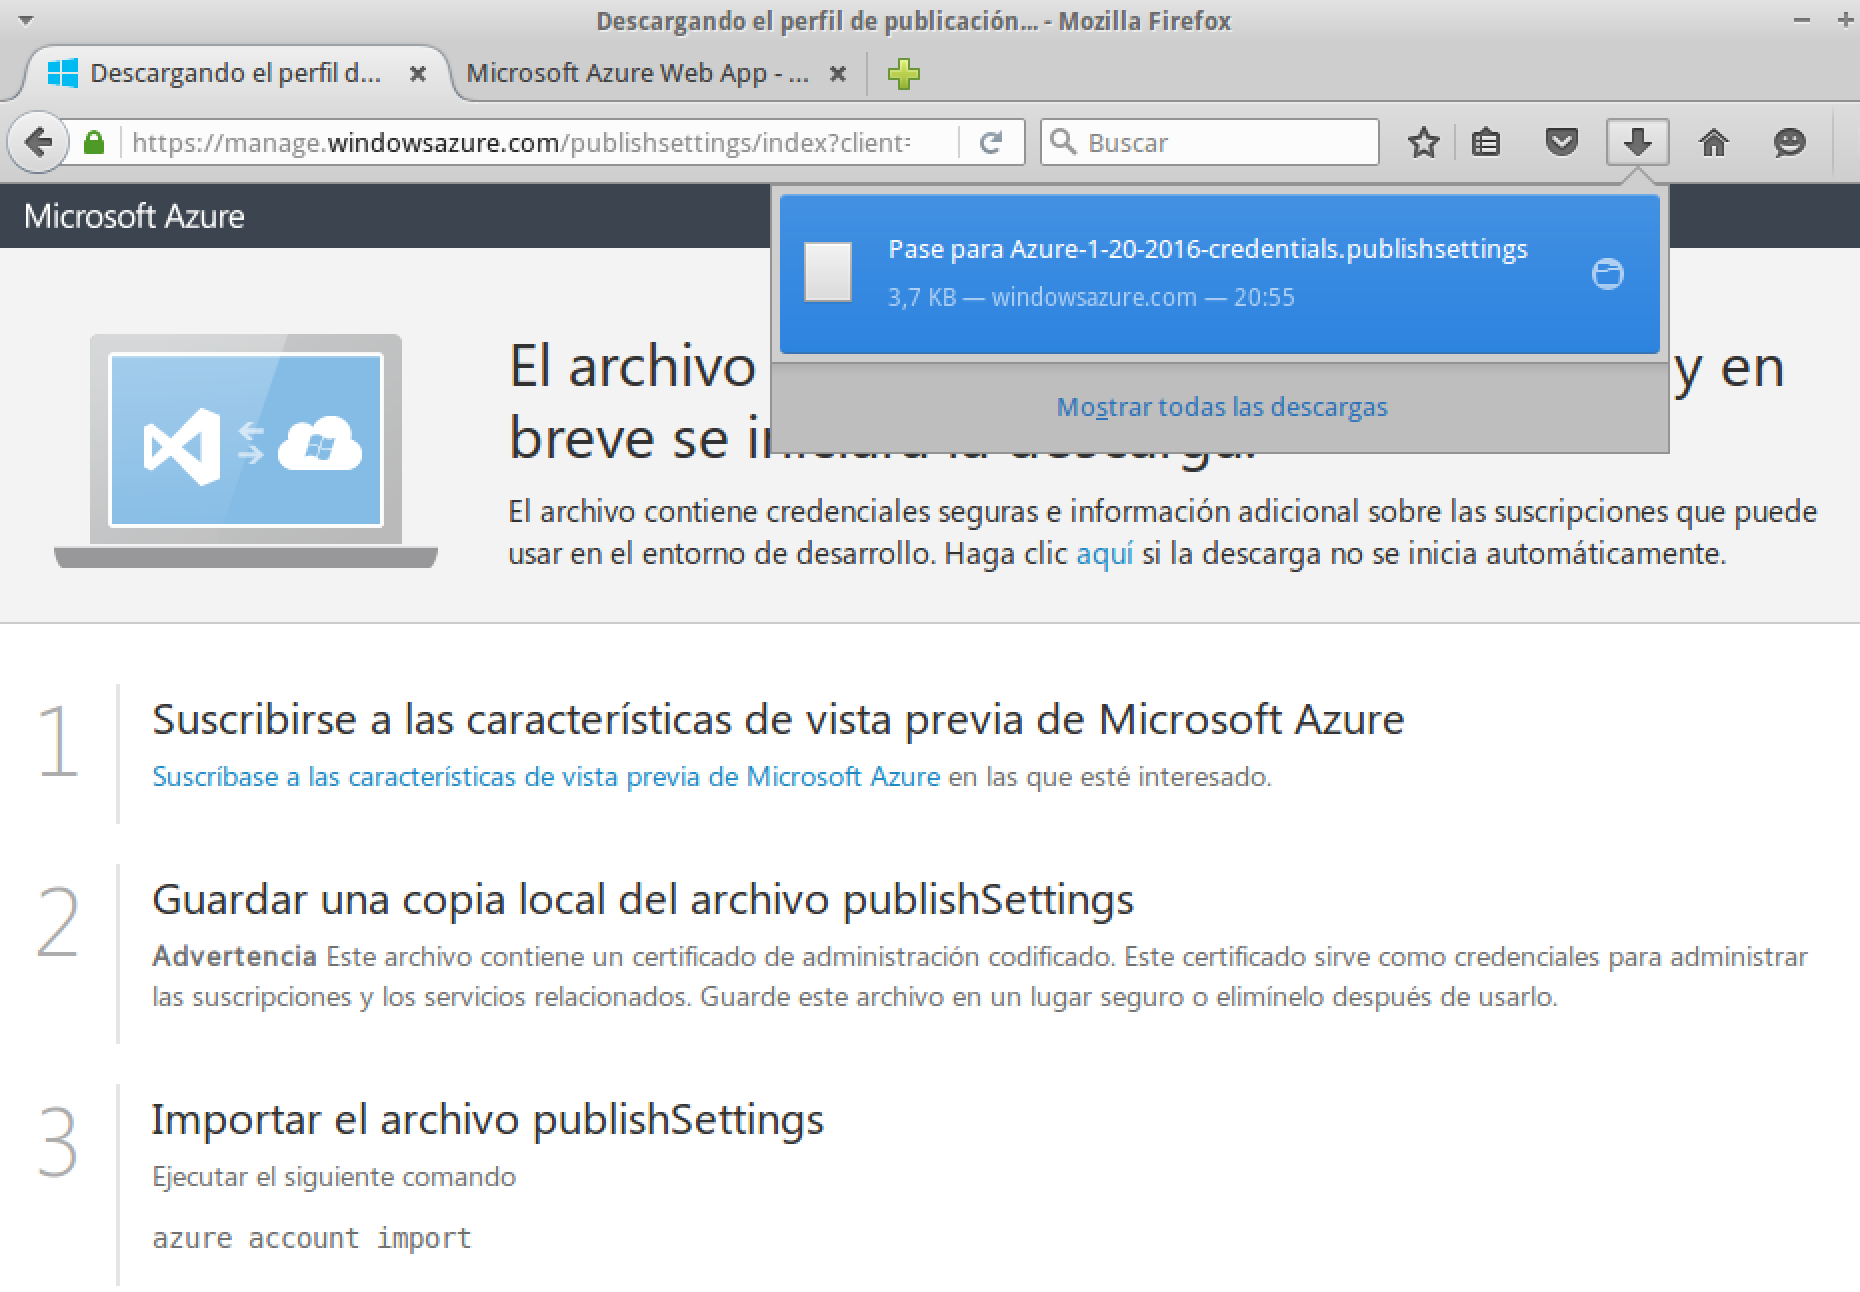 Descargando el perfil de publicación... - Mozilla Firefox
Descargando el perfil d...
Microsoft Azure Web App - ...
https://manage.windowsazure.com/publishsettings/index?client=
Buscar
Microsoft Azure
Pase para Azure-1-20-2016-credentials.publishsettings
3,7 KB — windowsazure.com — 20:55
Mostrar todas las descargas
El archivo y en
breve se
El archivo contiene credenciales seguras e información adicional sobre las suscripciones que puede
usar en el entorno de desarrollo. Haga clic aquí si la descarga no se inicia automáticamente.
1
Suscribirse a las características de vista previa de Microsoft Azure
Suscríbase a las características de vista previa de Microsoft Azure en las que esté interesado.
2
Guardar una copia local del archivo publishSettings
Advertencia Este archivo contiene un certificado de administración codificado. Este certificado sirve como credenciales para administrar
las suscripciones y los servicios relacionados. Guarde este archivo en un lugar seguro o elimínelo después de usarlo.
3
Importar el archivo publishSettings
Ejecutar el siguiente comando
azure account import